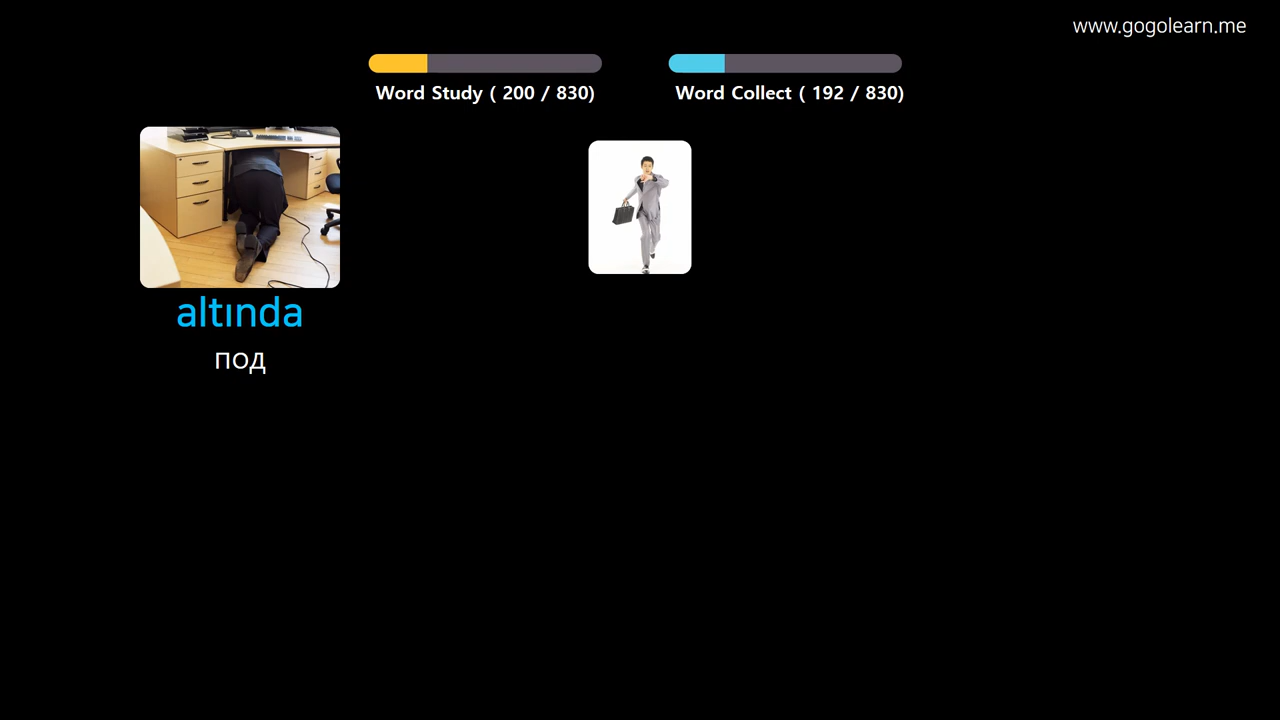 www.gogolearn.me
Word Study ( 200 / 830)
Word Collect ( 192 / 830)
altında
под